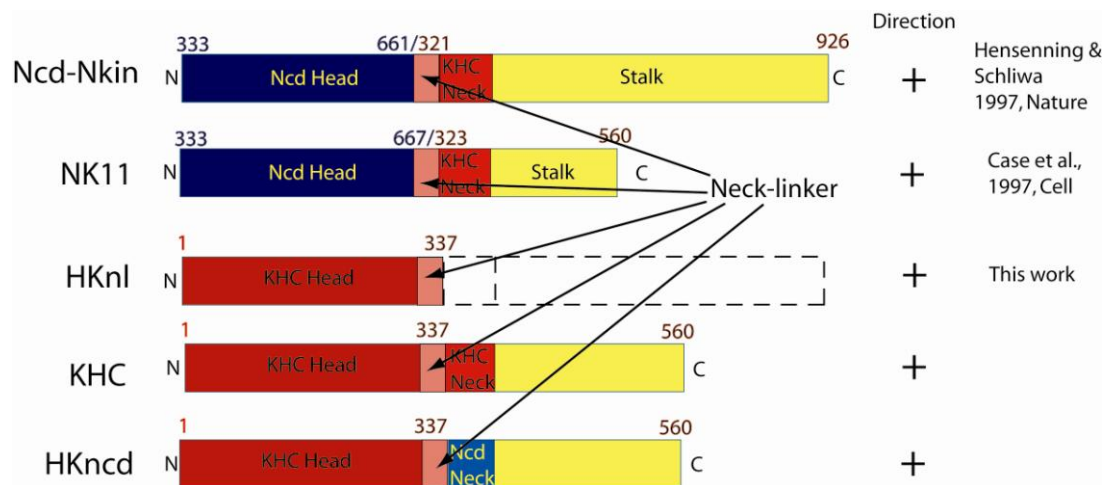 Direction
333 661/321 926
Ncd-Nkin N Ncd Head KHC Neck Stalk C + Hensenning &
Schliwa
1997, Nature
333 667/323 560
NK11 N Ncd Head KHC Neck Stalk C + Case et al.,
1997, Cell
Neck-linker
1 337
HKnl N KHC Head + This work
1 337 560
KHC N KHC Head KHC Neck C +
1 337 560
HKncd N KHC Head Ncd Neck C +